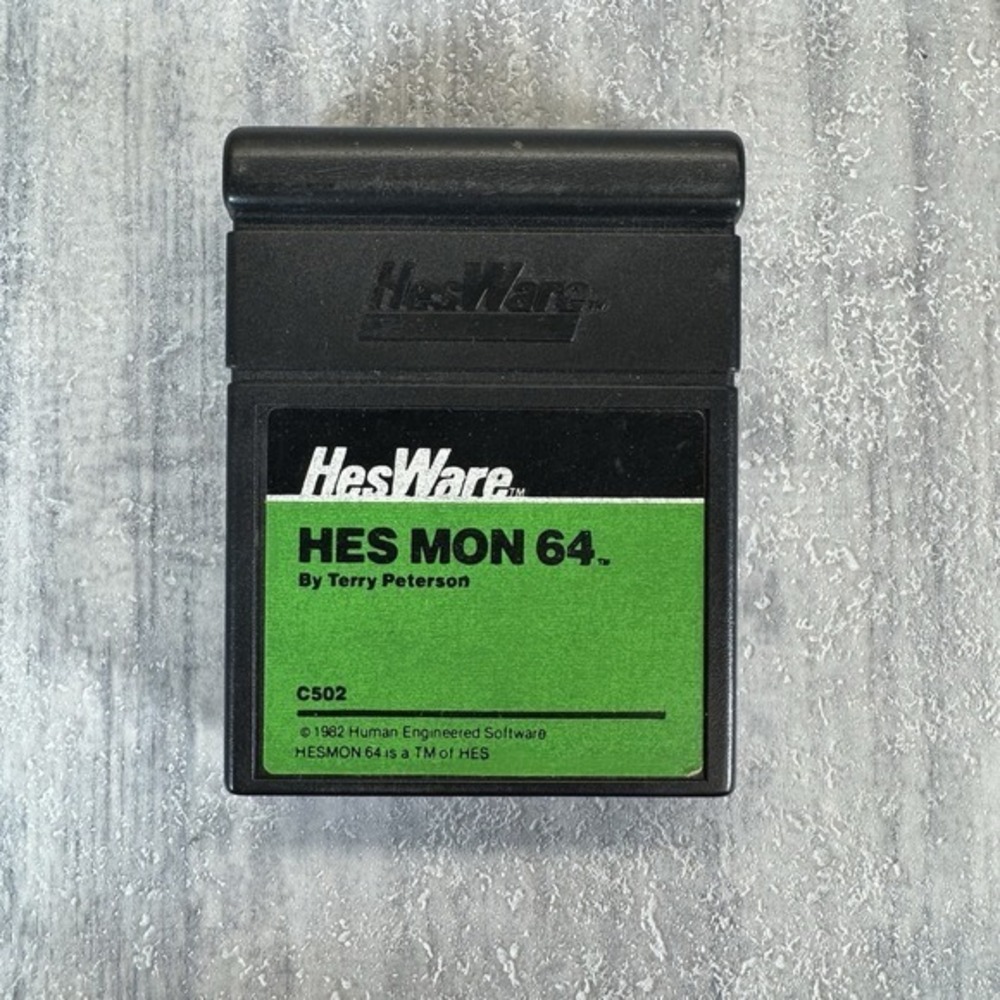 HesWare™
HesWare™
HES MON 64™
By Terry Peterson
C502
© 1982 Human Engineered Software
HESMON 64 is a TM of HES